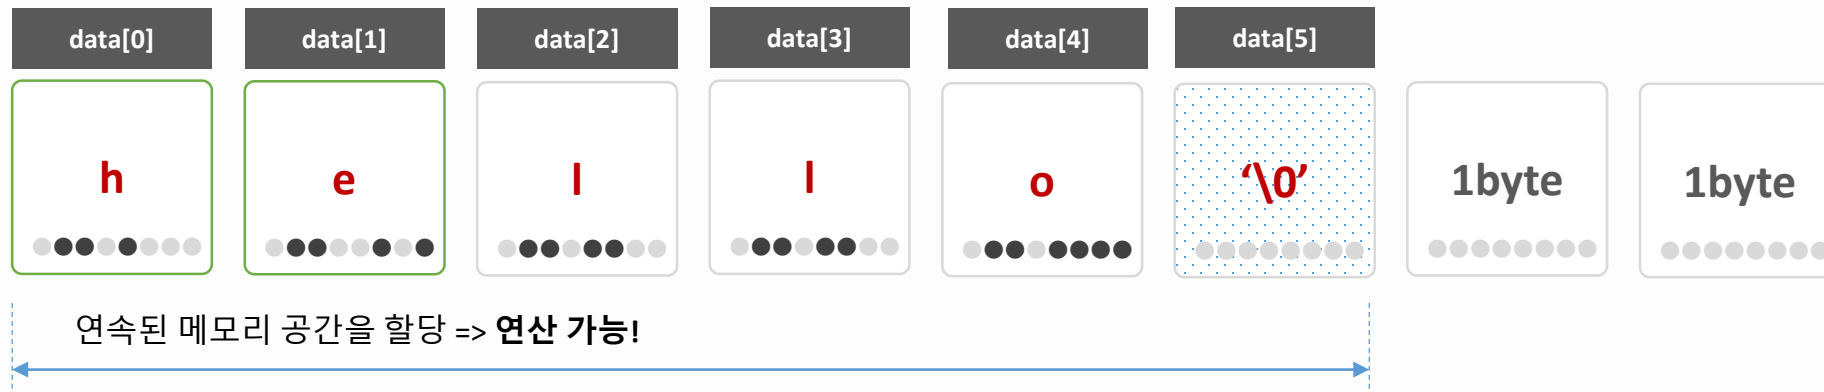 data[0] data[1] data[2] data[3] data[4] data[5]
h e l l o ‘\0’ 1byte 1byte
연속된 메모리 공간을 할당 => 연산 가능!